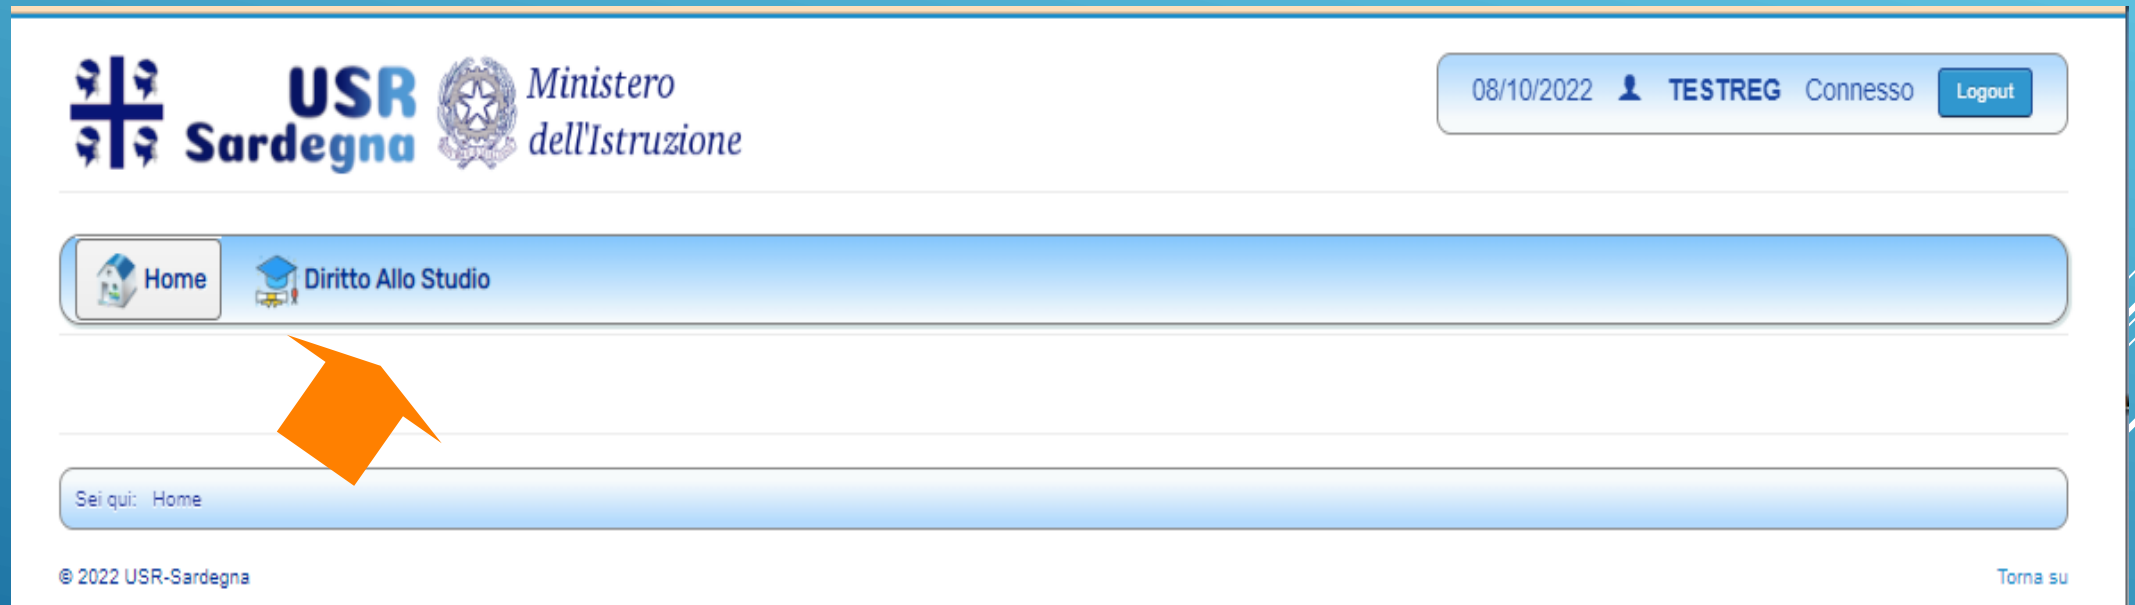 USR
Sardegna
Ministero
dell'Istruzione
08/10/2022 TESTREG Connesso Logout
Home Diritto Allo Studio
Sei qui: Home
© 2022 USR-Sardegna
Torna su